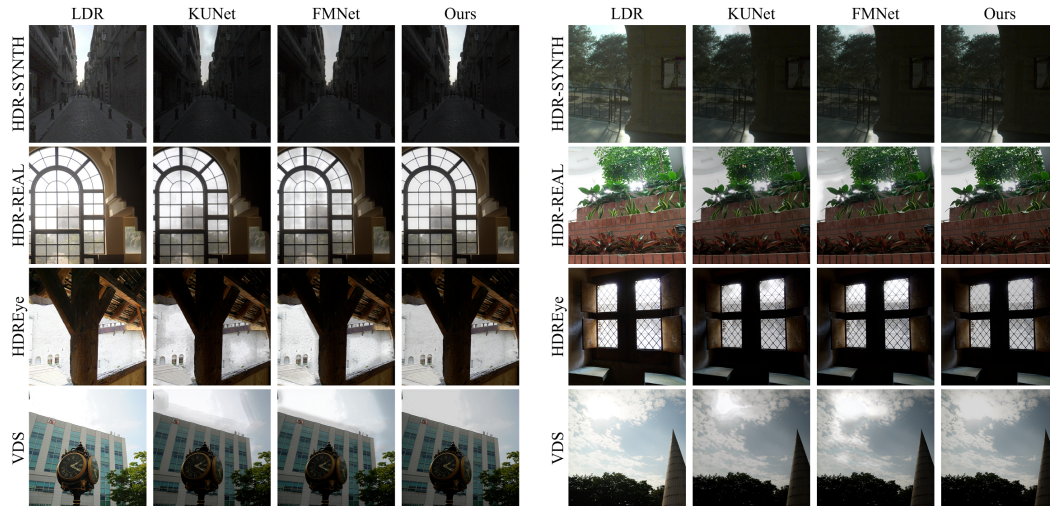 LDR KUNet FMNet Ours
HDR-SYNTH
HDR-REAL
HDREye
VDS
LDR KUNet FMNet Ours
HDR-SYNTH
HDR-REAL
HDREye
VDS